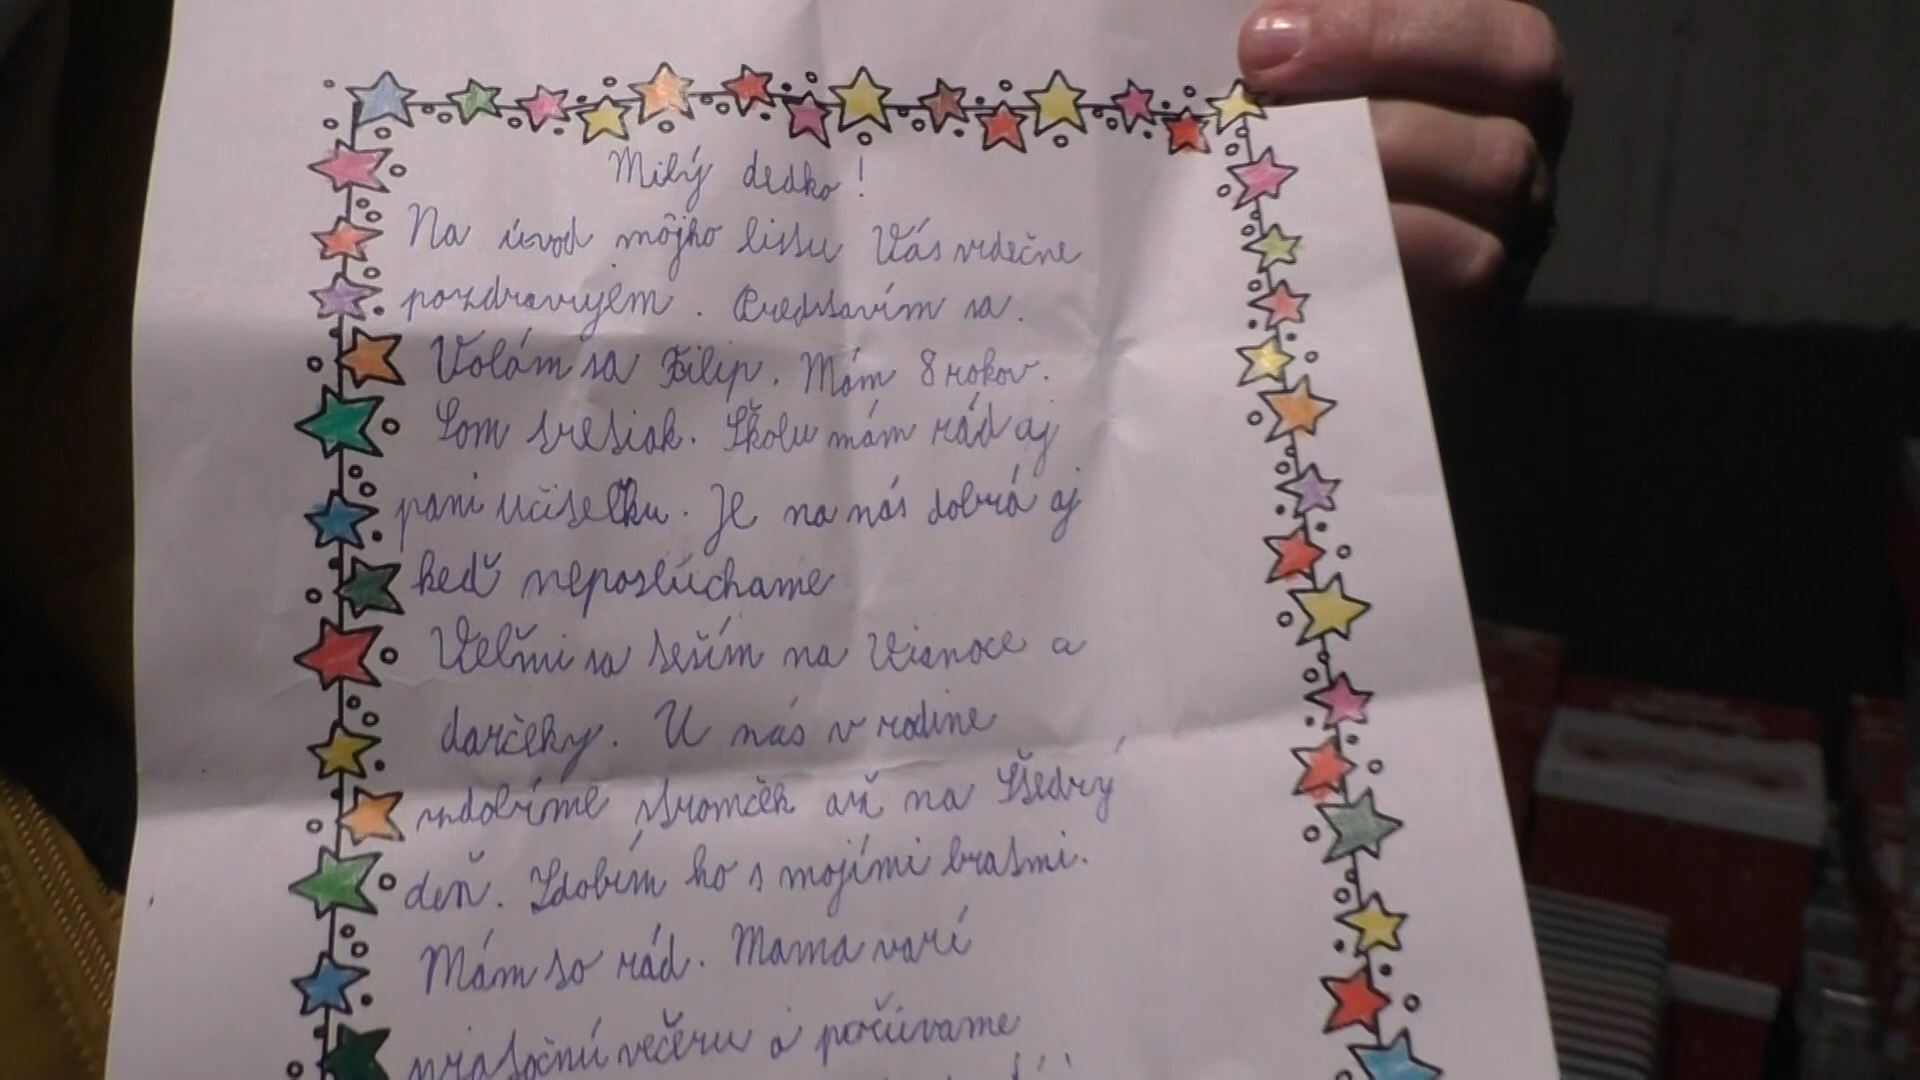 Milý dedko!
Na úvod môjho listu Vás srdečne
pozdravujem. Predstavím sa.
Volám sa Filip. Mám 8 rokov.
Som tretiak. Školu mám rád aj
pani učiteľku. Je na nás dobrá aj
keď neposlúchame
Veľmi sa teším na Vianoce a
darčeky. U nás v rodine
zdobíme stromček až na Štedrý
deň. Zdobím ho s mojími bratmi.
Mám to rád. Mama varí
večeru a počúvame